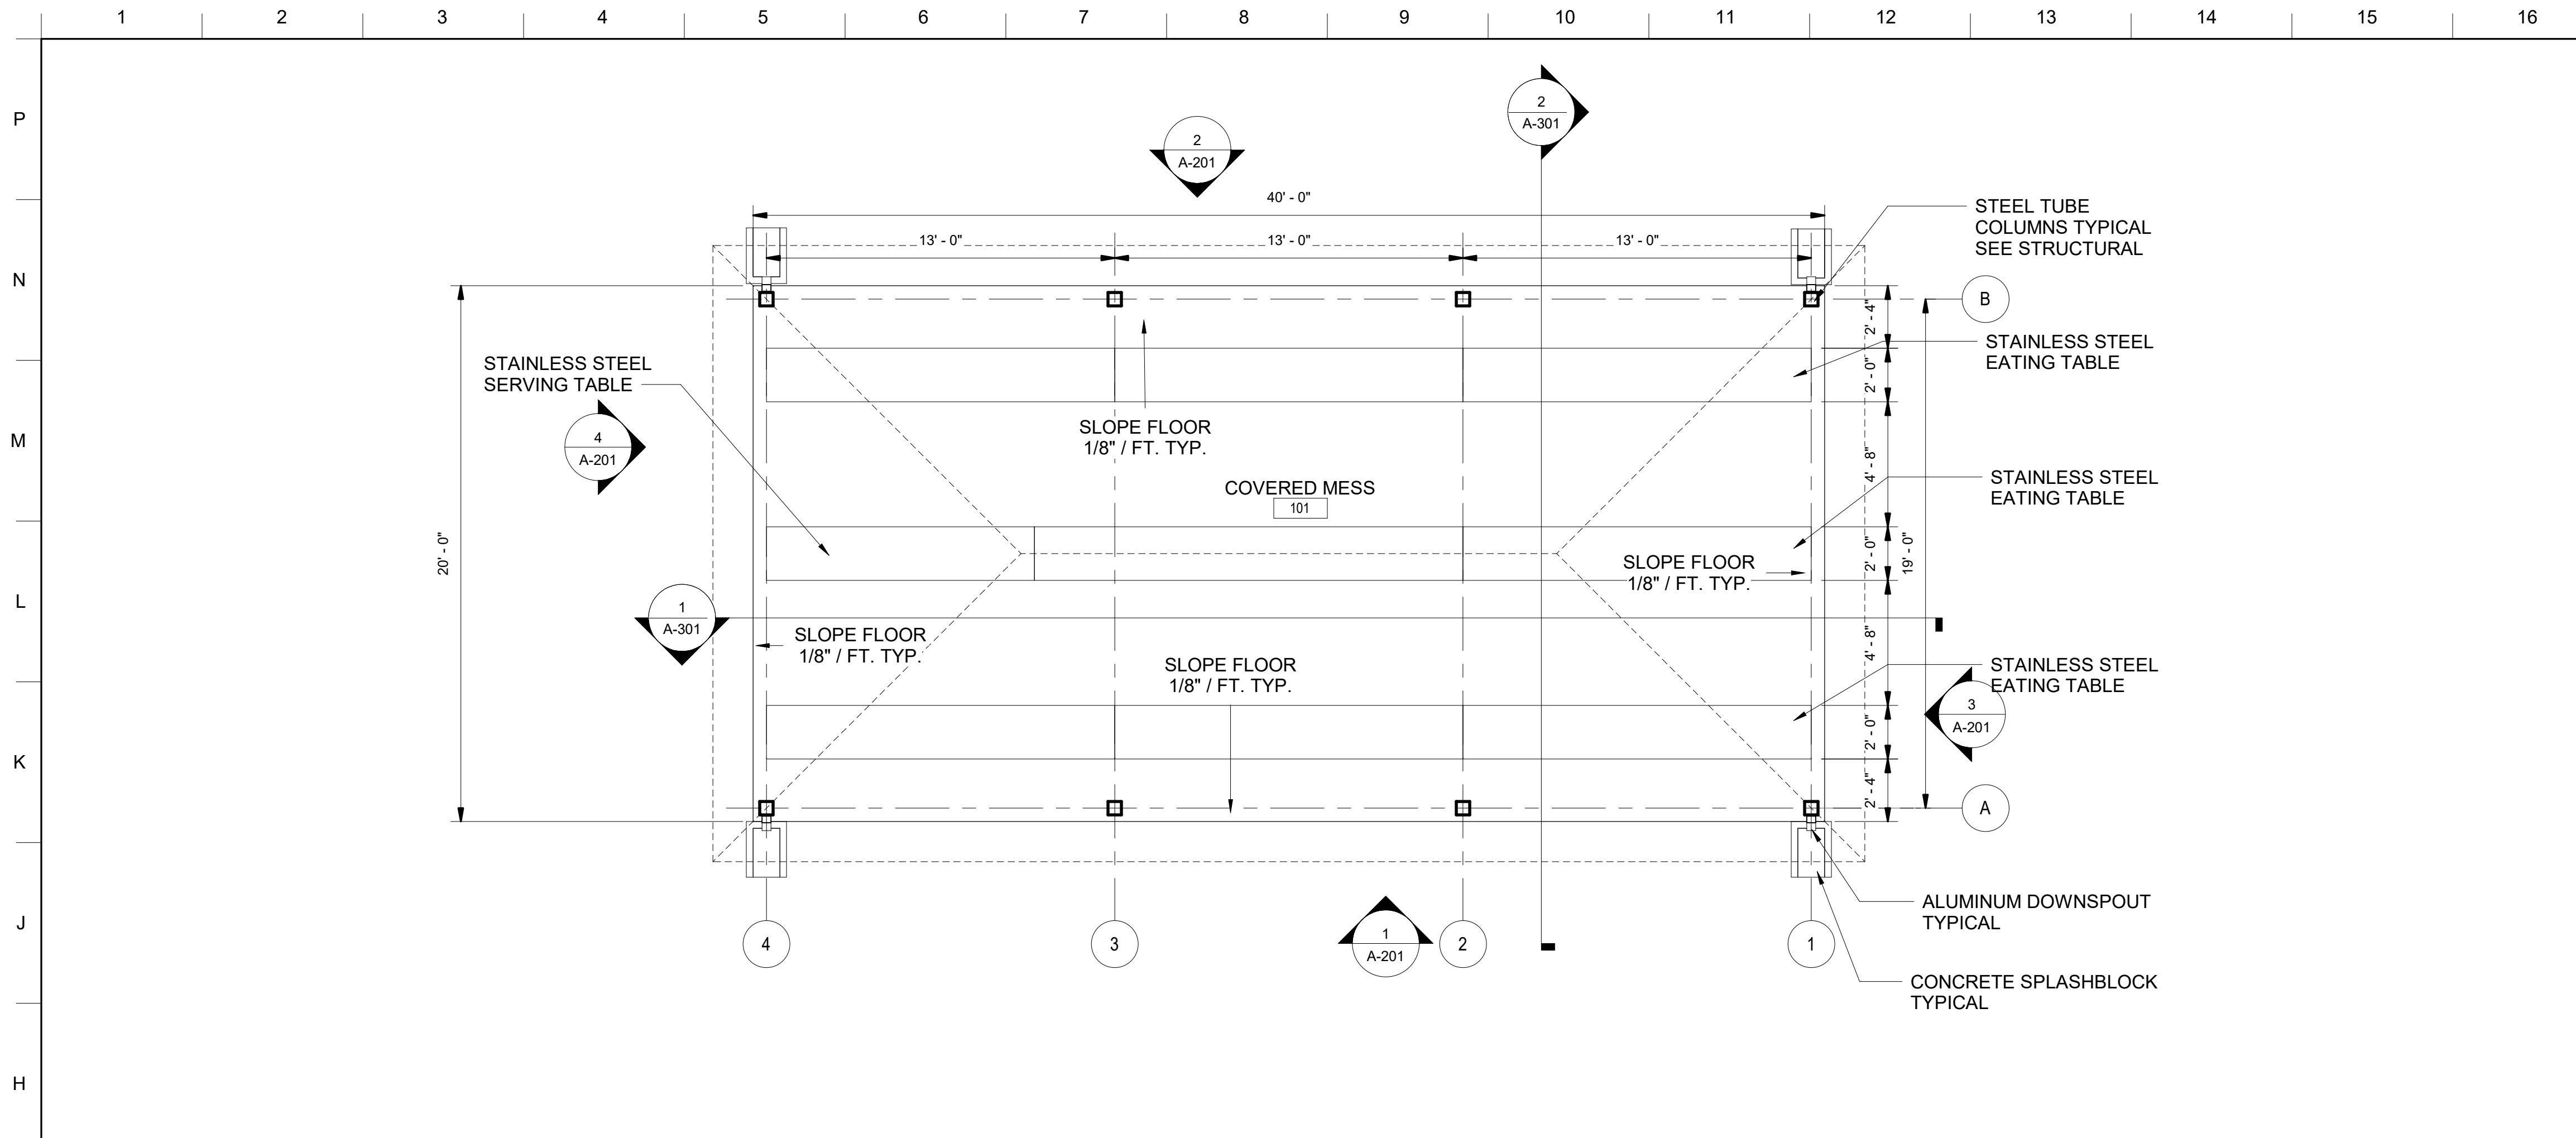 1 2 3 4 5 6 7 8 9 10 11 12 13 14 15 16
P
N
M
L
K
J
H
2
A-301
2
A-201
40' - 0"
13' - 0" 13' - 0" 13' - 0"
STEEL TUBE
COLUMNS TYPICAL
SEE STRUCTURAL
B
2' - 4"
STAINLESS STEEL
EATING TABLE
2' - 0"
STAINLESS STEEL
SERVING TABLE
4
A-201
SLOPE FLOOR
1/8" / FT. TYP.
4' - 8"
STAINLESS STEEL
EATING TABLE
COVERED MESS
101
20' - 0"
2' - 0"
19' - 0"
SLOPE FLOOR
1/8" / FT. TYP.
1
A-301
SLOPE FLOOR
1/8" / FT. TYP.
SLOPE FLOOR
1/8" / FT. TYP.
4' - 8"
STAINLESS STEEL
EATING TABLE
3
A-201
2' - 0"
2' - 4"
A
ALUMINUM DOWNSPOUT
TYPICAL
4
3
1
A-201
2
1
CONCRETE SPLASHBLOCK
TYPICAL